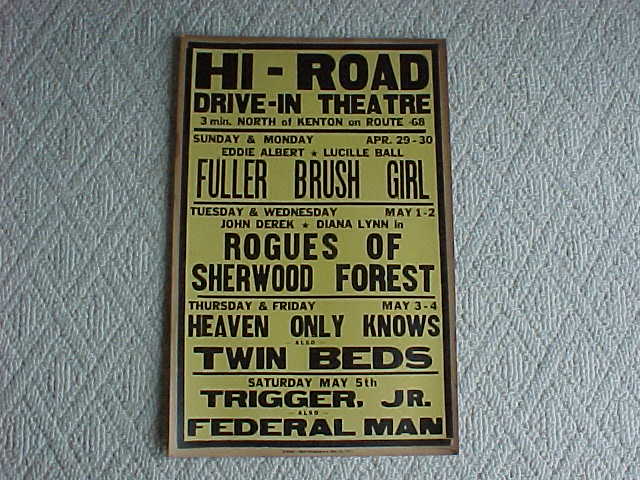 HI-ROAD
DRIVE-IN THEATRE
3 min. NORTH of KENTON on ROUTE 68
SUNDAY & MONDAY APR. 29-30
EDDIE ALBERT ★ LUCILLE BALL
FULLER BRUSH GIRL
TUESDAY & WEDNESDAY MAY 1-2
JOHN DEREK ★ DIANA LYNN in
ROGUES OF
SHERWOOD FOREST
THURSDAY & FRIDAY MAY 3-4
HEAVEN ONLY KNOWS
— ALSO —
TWIN BEDS
SATURDAY MAY 5th
TRIGGER, JR.
— ALSO —
FEDERAL MAN